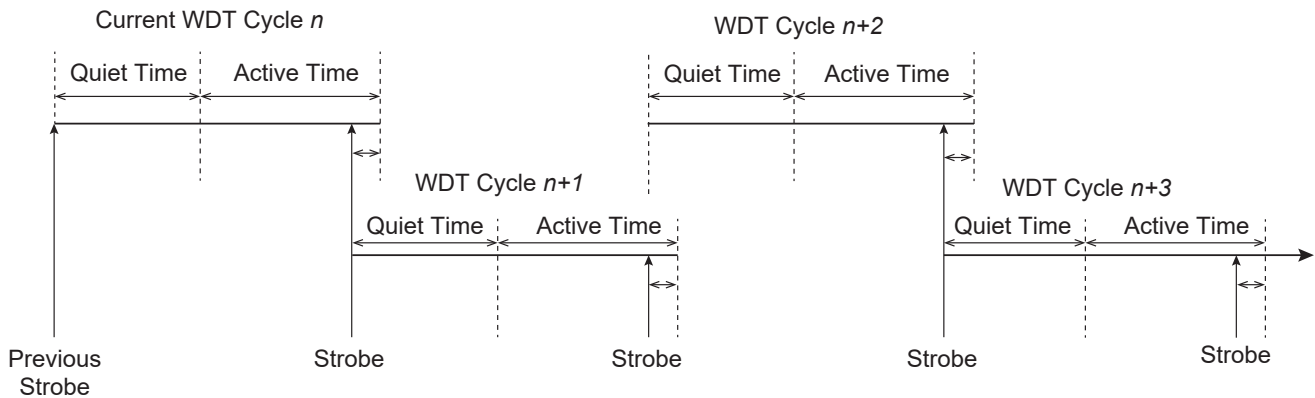 Current WDT Cycle n
WDT Cycle n+2
Quiet Time
Active Time
Quiet Time
Active Time
WDT Cycle n+1
WDT Cycle n+3
Quiet Time
Active Time
Quiet Time
Active Time
Previous
Strobe
Strobe
Strobe
Strobe
Strobe